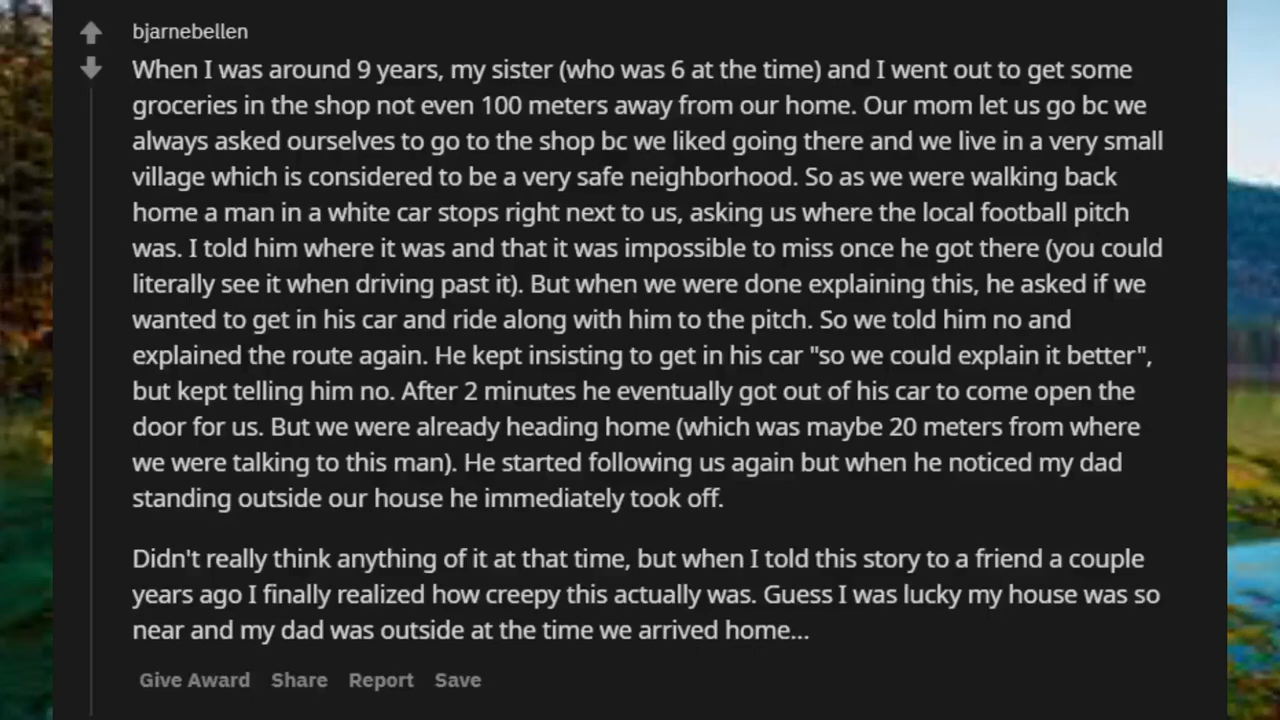 bjarnebellen
When I was around 9 years, my sister (who was 6 at the time) and I went out to get some
groceries in the shop not even 100 meters away from our home. Our mom let us go bc we
always asked ourselves to go to the shop bc we liked going there and we live in a very small
village which is considered to be a very safe neighborhood. So as we were walking back
home a man in a white car stops right next to us, asking us where the local football pitch
was. I told him where it was and that it was impossible to miss once he got there (you could
literally see it when driving past it). But when we were done explaining this, he asked if we
wanted to get in his car and ride along with him to the pitch. So we told him no and
explained the route again. He kept insisting to get in his car "so we could explain it better",
but kept telling him no. After 2 minutes he eventually got out of his car to come open the
door for us. But we were already heading home (which was maybe 20 meters from where
we were talking to this man). He started following us again but when he noticed my dad
standing outside our house he immediately took off.
Didn't really think anything of it at that time, but when I told this story to a friend a couple
years ago I finally realized how creepy this actually was. Guess I was lucky my house was so
near and my dad was outside at the time we arrived home...
Give Award Share Report Save